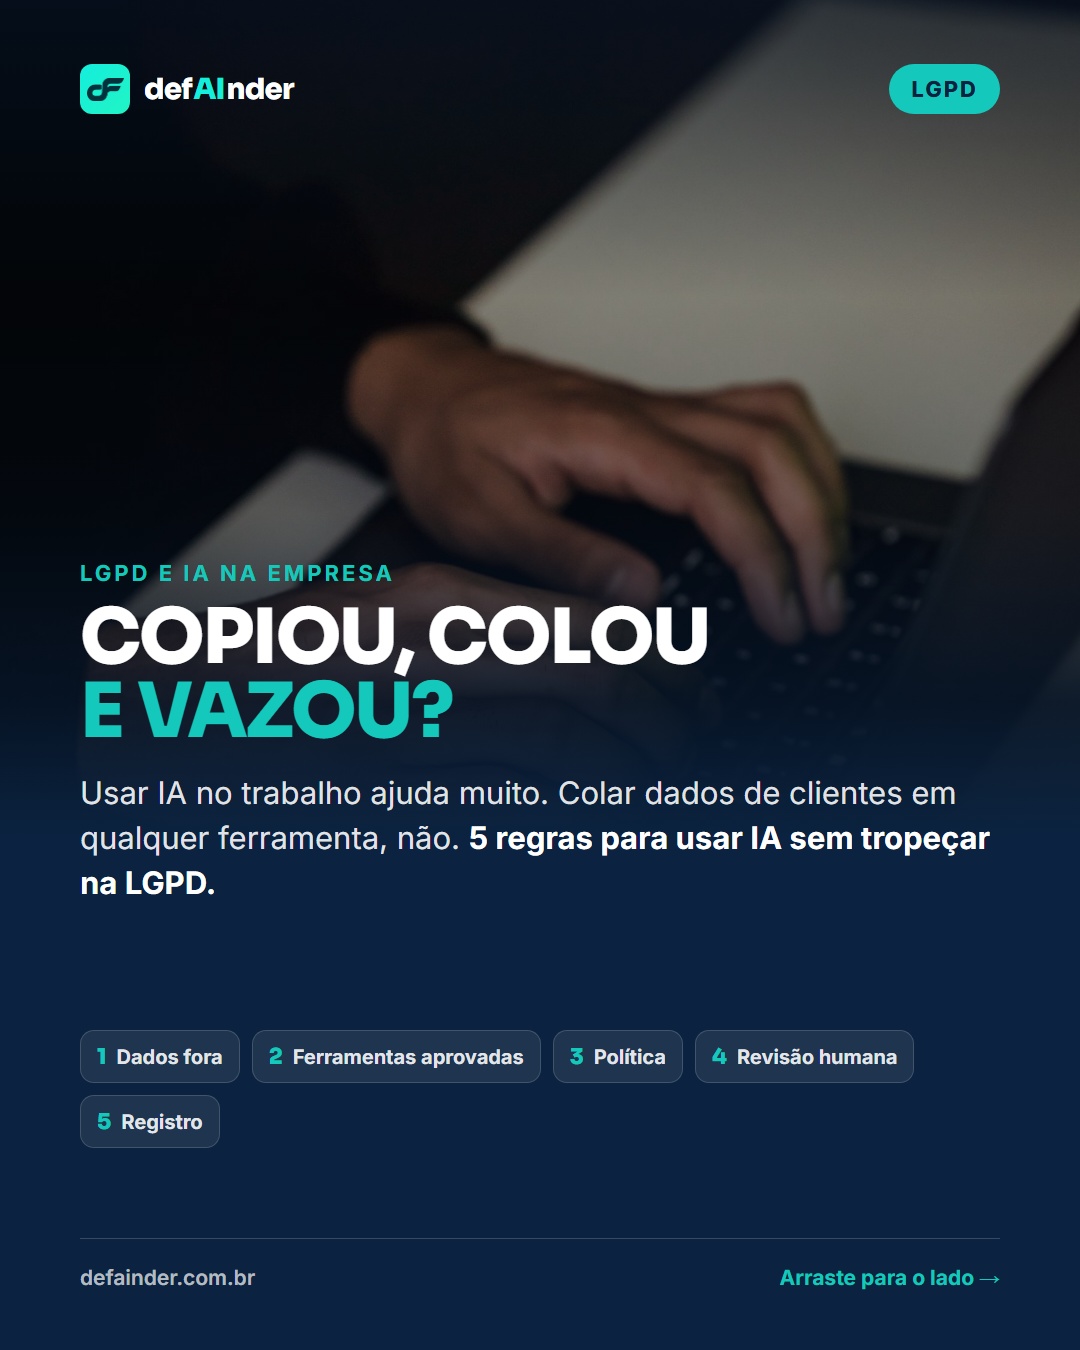 defAInder
LGPD
LGPD E IA NA EMPRESA
COPIOU, COLOU
E VAZOU?
Usar IA no trabalho ajuda muito. Colar dados de clientes em
qualquer ferramenta, não. 5 regras para usar IA sem tropeçar
na LGPD.
1 Dados fora
2 Ferramentas aprovadas
3 Política
4 Revisão humana
5 Registro
defainder.com.br
Arraste para o lado →